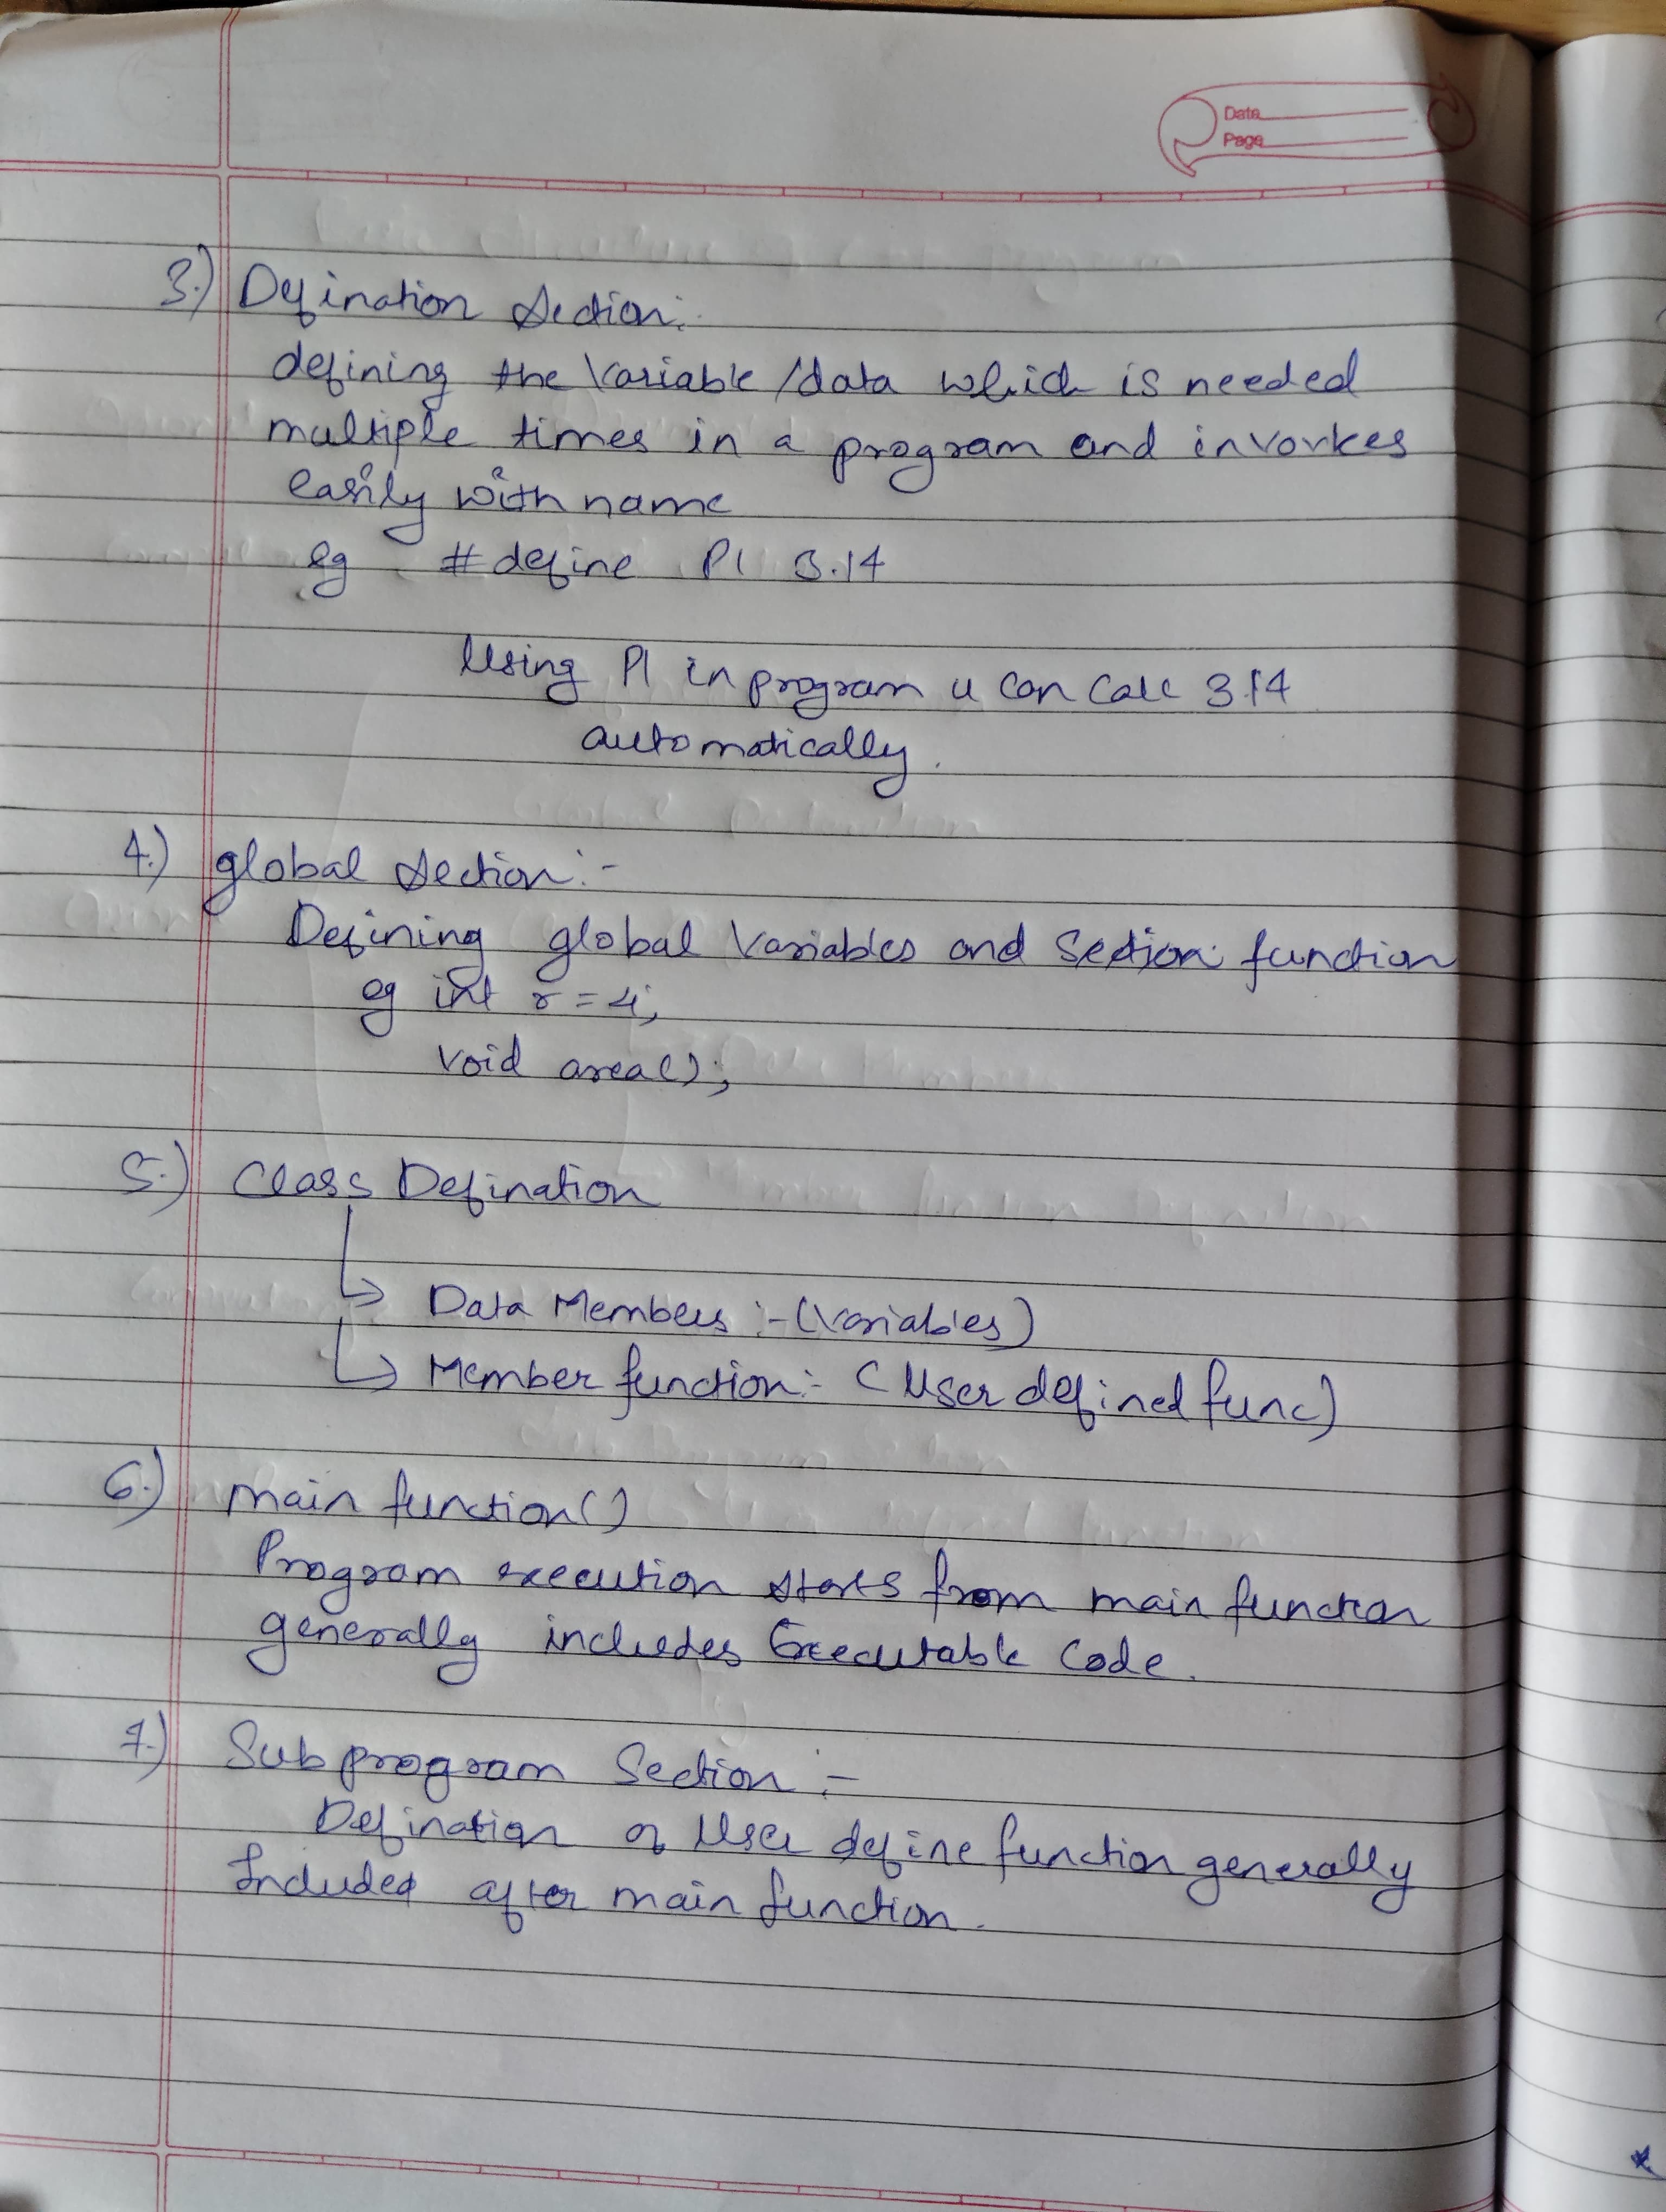 Date
Page
3.) Defination Section:
defining the Variable /data which is needed
multiple times in a program and invorkes
easily with name
eg #define PI 3.14
Using PI in program u can call 3.14
automatically.
4.) global Section:-
Defining global Variables and Section function
eg int r = 4;
void area();
5.) Class Defination
↳ Data Members :- (Variables)
↳ Member function:- (User defined func)
6.) main function()
Program execution starts from main function
generally includes Executable Code.
7.) Sub program Section :-
Defination of User define function generally
Included after main function.